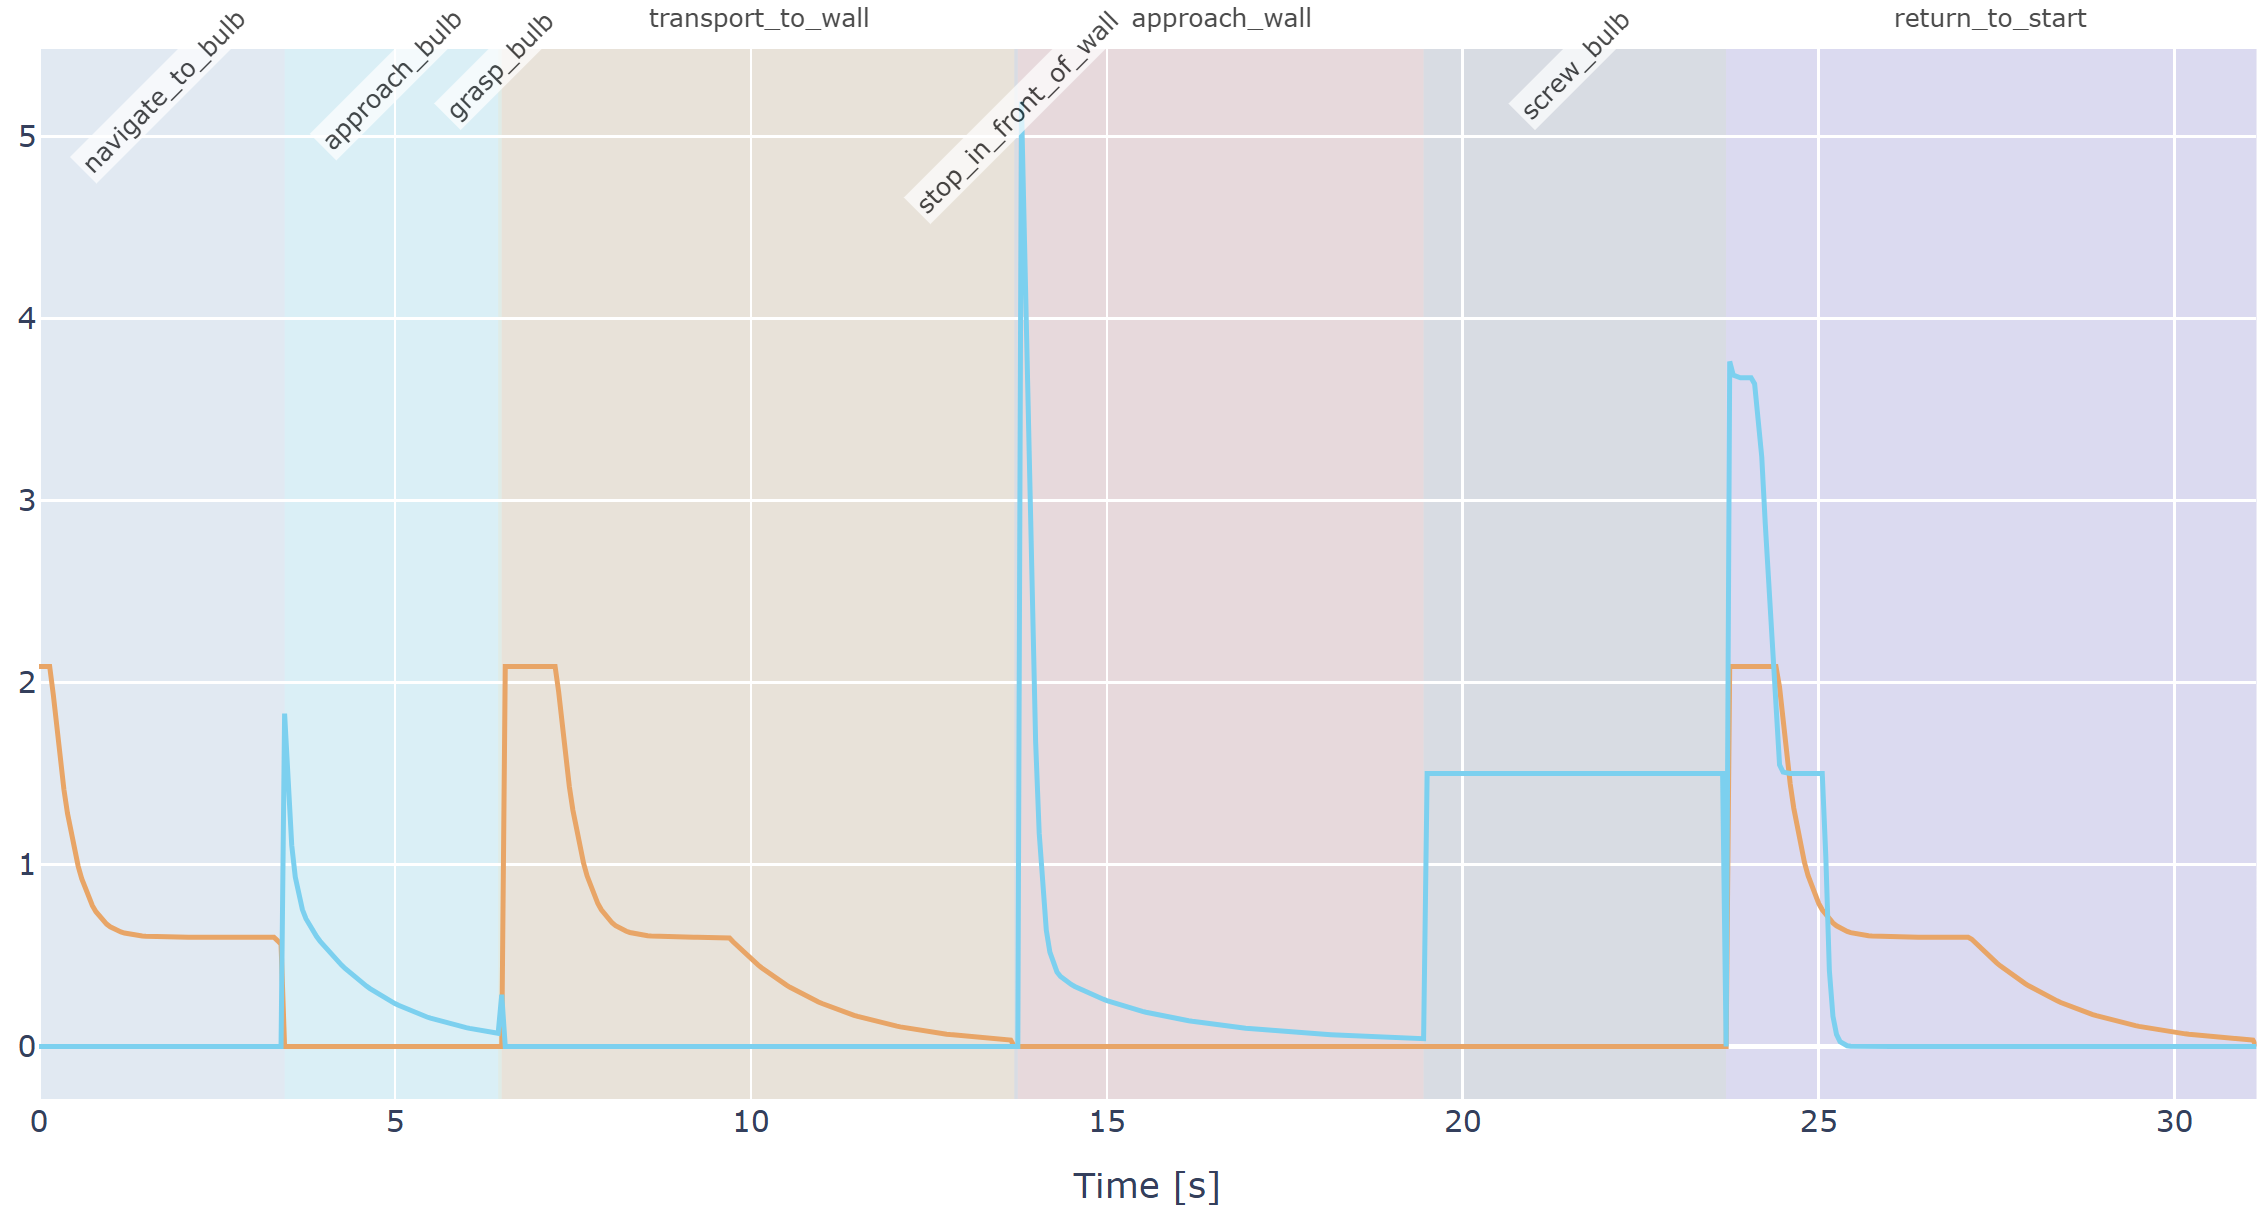 navigate_to_bulb
approach_bulb
grasp_bulb
transport_to_wall
stop_in_front_of_wall
approach_wall
screw_bulb
return_to_start
5
4
3
2
1
0
0
5
10
15
20
25
30
Time [s]